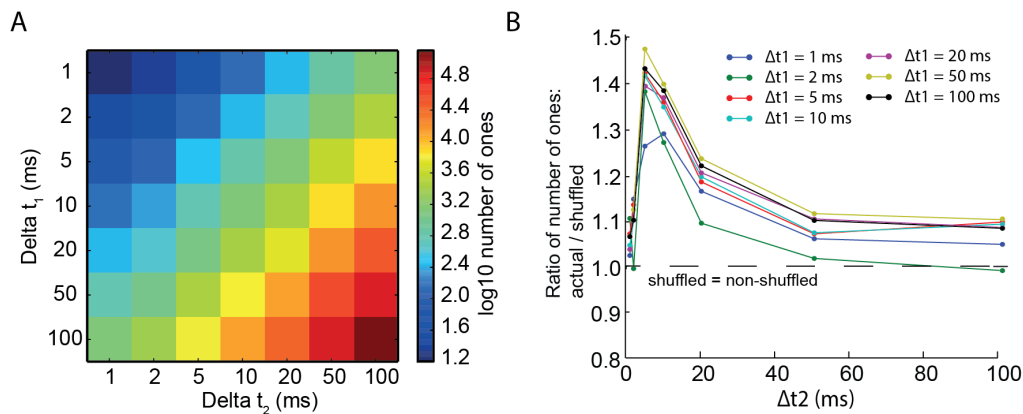 A
1
2
5
10
20
50
100
Delta t1 (ms)
1 2 5 10 20 50 100
Delta t2 (ms)
4.8
4.4
4.0
3.6
3.2
2.8
2.4
2.0
1.6
1.2
log10 number of ones
B
Ratio of number of ones:
actual / shuffled
1.5
1.4
1.3
1.2
1.1
1.0
0.9
0.8
Δt1 = 1 ms
Δt1 = 2 ms
Δt1 = 5 ms
Δt1 = 10 ms
Δt1 = 20 ms
Δt1 = 50 ms
Δt1 = 100 ms
shuffled = non-shuffled
0 20 40 60 80 100
Δt2 (ms)